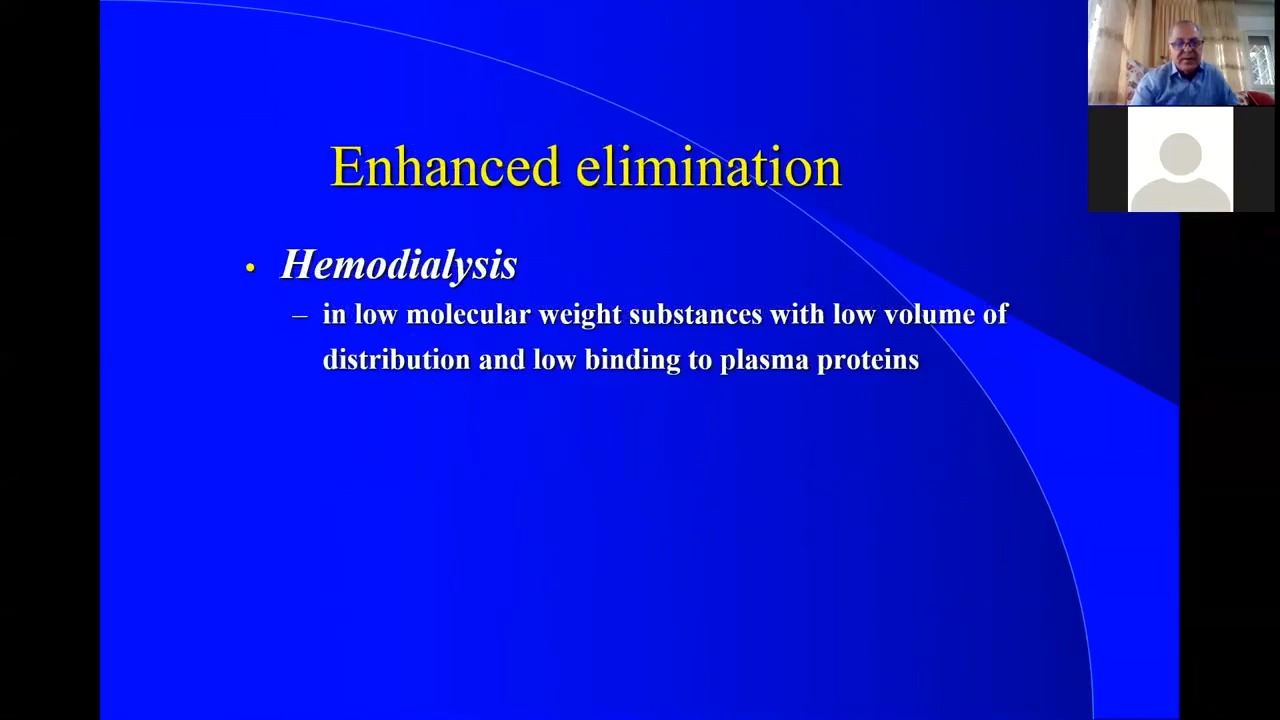 Enhanced elimination
• Hemodialysis
– in low molecular weight substances with low volume of
distribution and low binding to plasma proteins